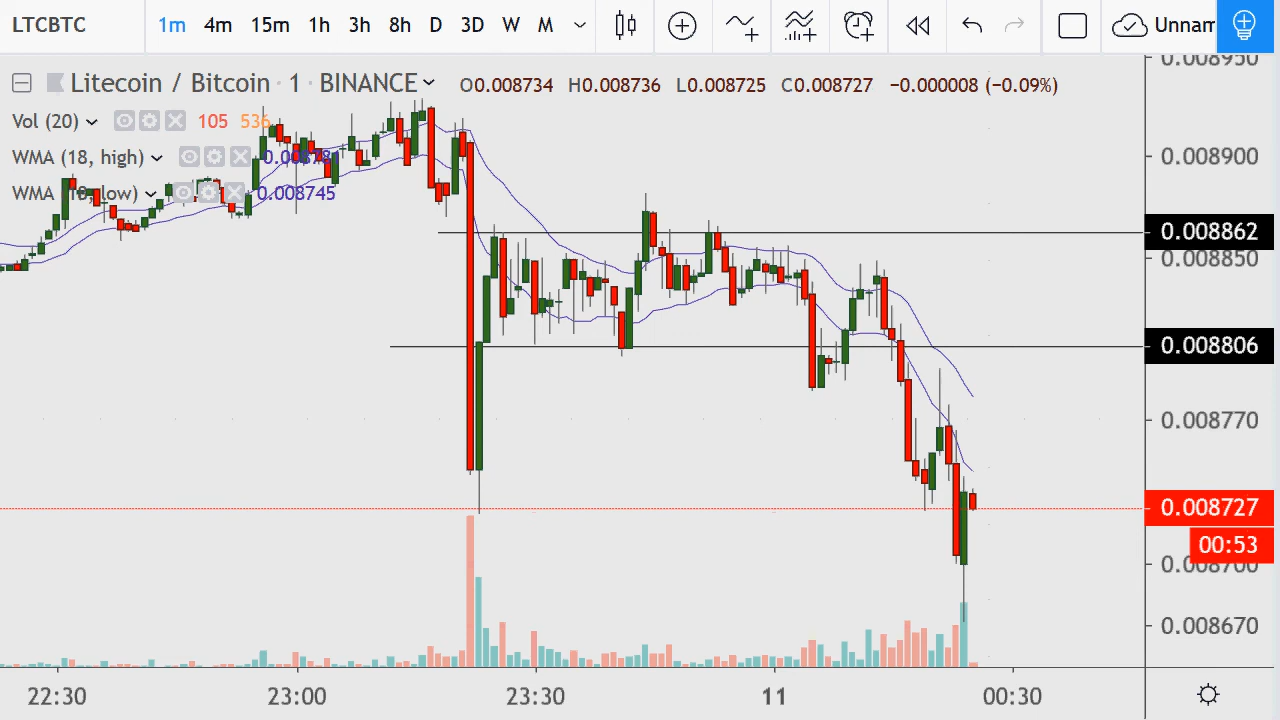 LTCBTC 1m 4m 15m 1h 3h 8h D 3D W M Unnam
Litecoin / Bitcoin · 1 · BINANCE O0.008734 H0.008736 L0.008725 C0.008727 −0.000008 (−0.09%)
Vol (20) 105 536
WMA (18, high)
WMA (18, low) 0.008745
0.008950
0.008900
0.008862
0.008850
0.008806
0.008770
0.008727
00:53
0.008700
0.008670
22:30 23:00 23:30 11 00:30